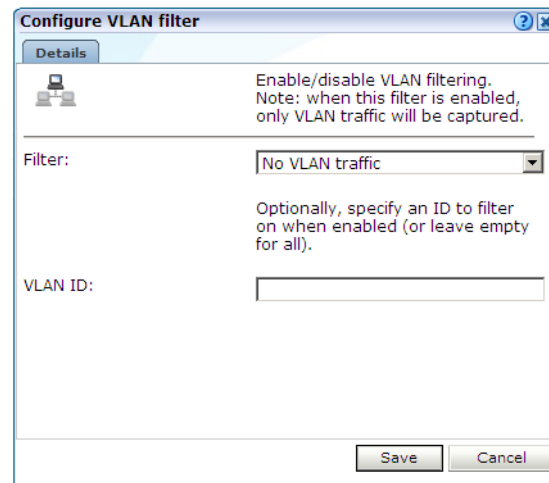 Configure VLAN filter
Details
Enable/disable VLAN filtering.
Note: when this filter is enabled,
only VLAN traffic will be captured.
Filter:
No VLAN traffic
Optionally, specify an ID to filter
on when enabled (or leave empty
for all).
VLAN ID:
Save
Cancel